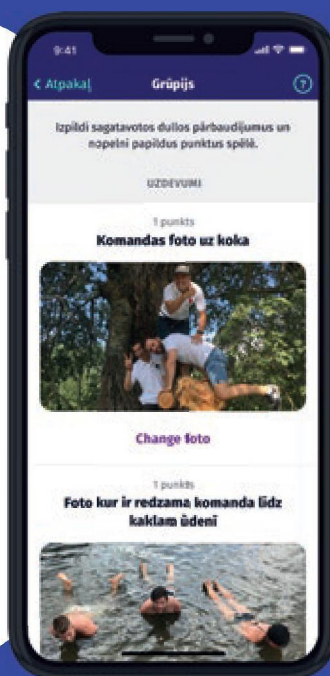 9:41
< Atpakaļ
Grūpijs
?
Izpildi sagatavotos dullos pārbaudījumus un
nopelni papildus punktus spēlē.
UZDEVUMI
1 punkts
Komandas foto uz koka
Change foto
1 punkts
Foto kur ir redzama komanda līdz
kaklam ūdenī